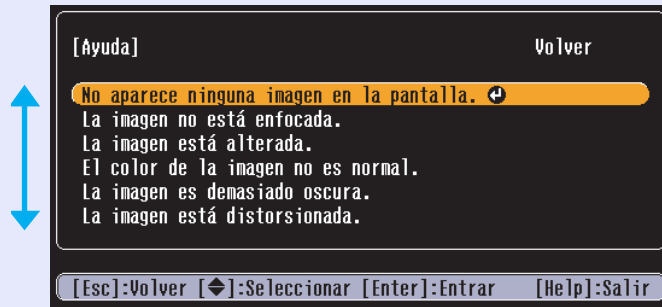 [Ayuda] Volver
No aparece ninguna imagen en la pantalla.
La imagen no está enfocada.
La imagen está alterada.
El color de la imagen no es normal.
La imagen es demasiado oscura.
La imagen está distorsionada.
[Esc]:Volver [◆]:Seleccionar [Enter]:Entrar [Help]:Salir